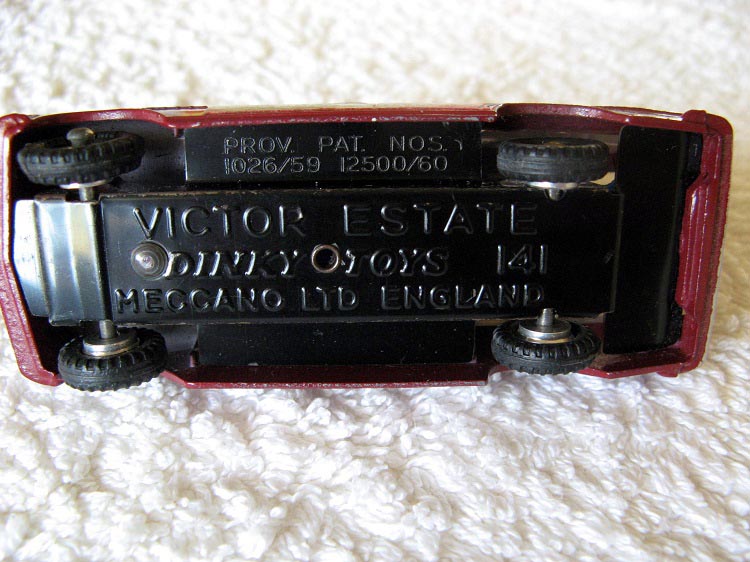 PROV. PAT. NOS.
1026/59 12500/60
VICTOR ESTATE
DINKY TOYS 141
MECCANO LTD ENGLAND